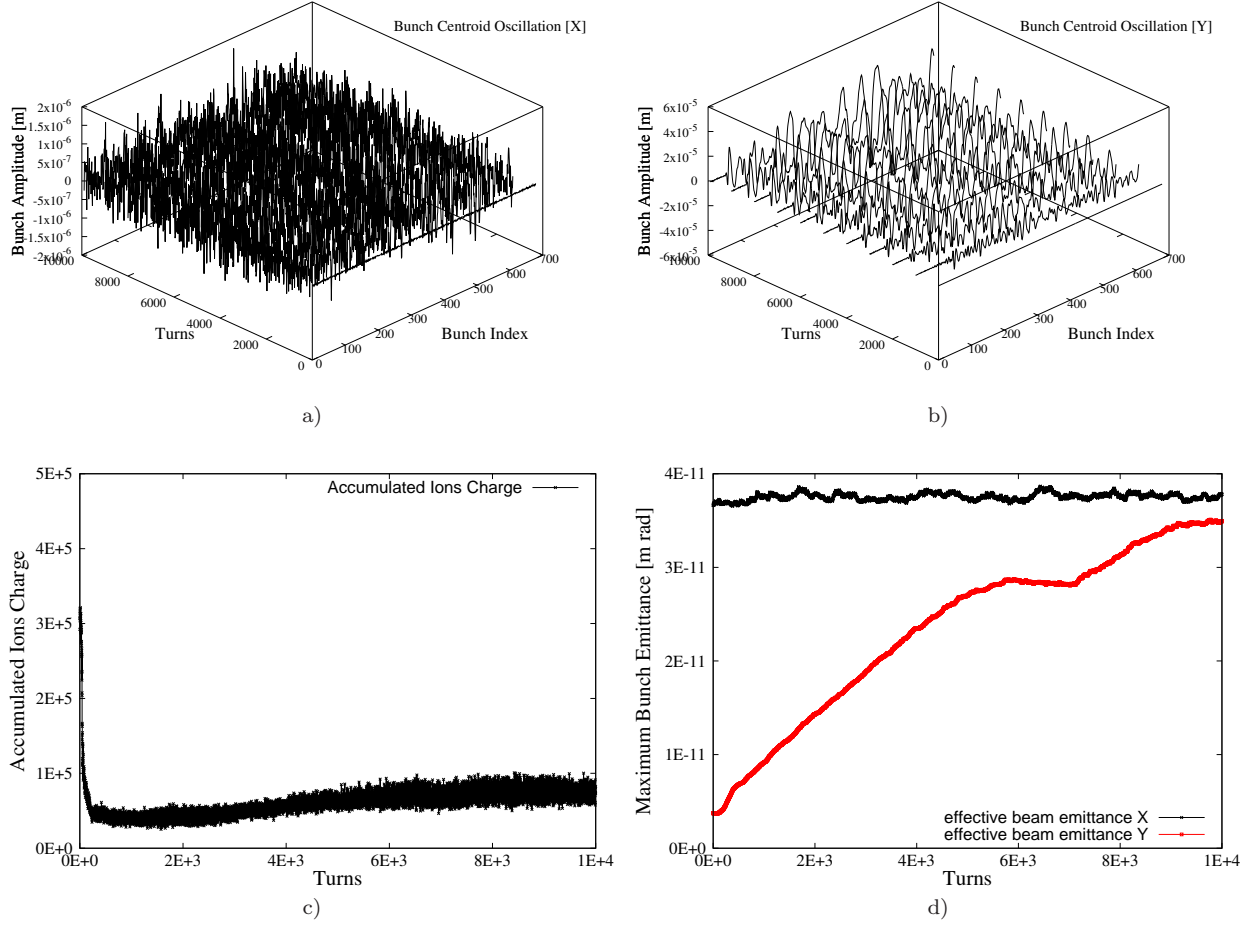 Bunch Centroid Oscillation [X]
Bunch Amplitude [m]
2x10⁻⁶
1.5x10⁻⁶
1x10⁻⁶
5x10⁻⁷
0
-5x10⁻⁷
-1x10⁻⁶
-1.5x10⁻⁶
-2x10⁻⁶
10000
8000
6000
4000
2000
0
Turns
0
100
200
300
400
500
600
700
Bunch Index
a)
Bunch Centroid Oscillation [Y]
Bunch Amplitude [m]
6x10⁻⁵
4x10⁻⁵
2x10⁻⁵
0
-2x10⁻⁵
-4x10⁻⁵
-6x10⁻⁵
10000
8000
6000
4000
2000
0
Turns
0
100
200
300
400
500
600
700
Bunch Index
b)
Accumulated Ions Charge
5E+5
4E+5
3E+5
2E+5
1E+5
0E+0
Accumulated Ions Charge
0E+0 2E+3 4E+3 6E+3 8E+3 1E+4
Turns
c)
Maximum Bunch Emittance [m rad]
4E-11
3E-11
2E-11
1E-11
0E+0
effective beam emittance X
effective beam emittance Y
0E+0 2E+3 4E+3 6E+3 8E+3 1E+4
Turns
d)